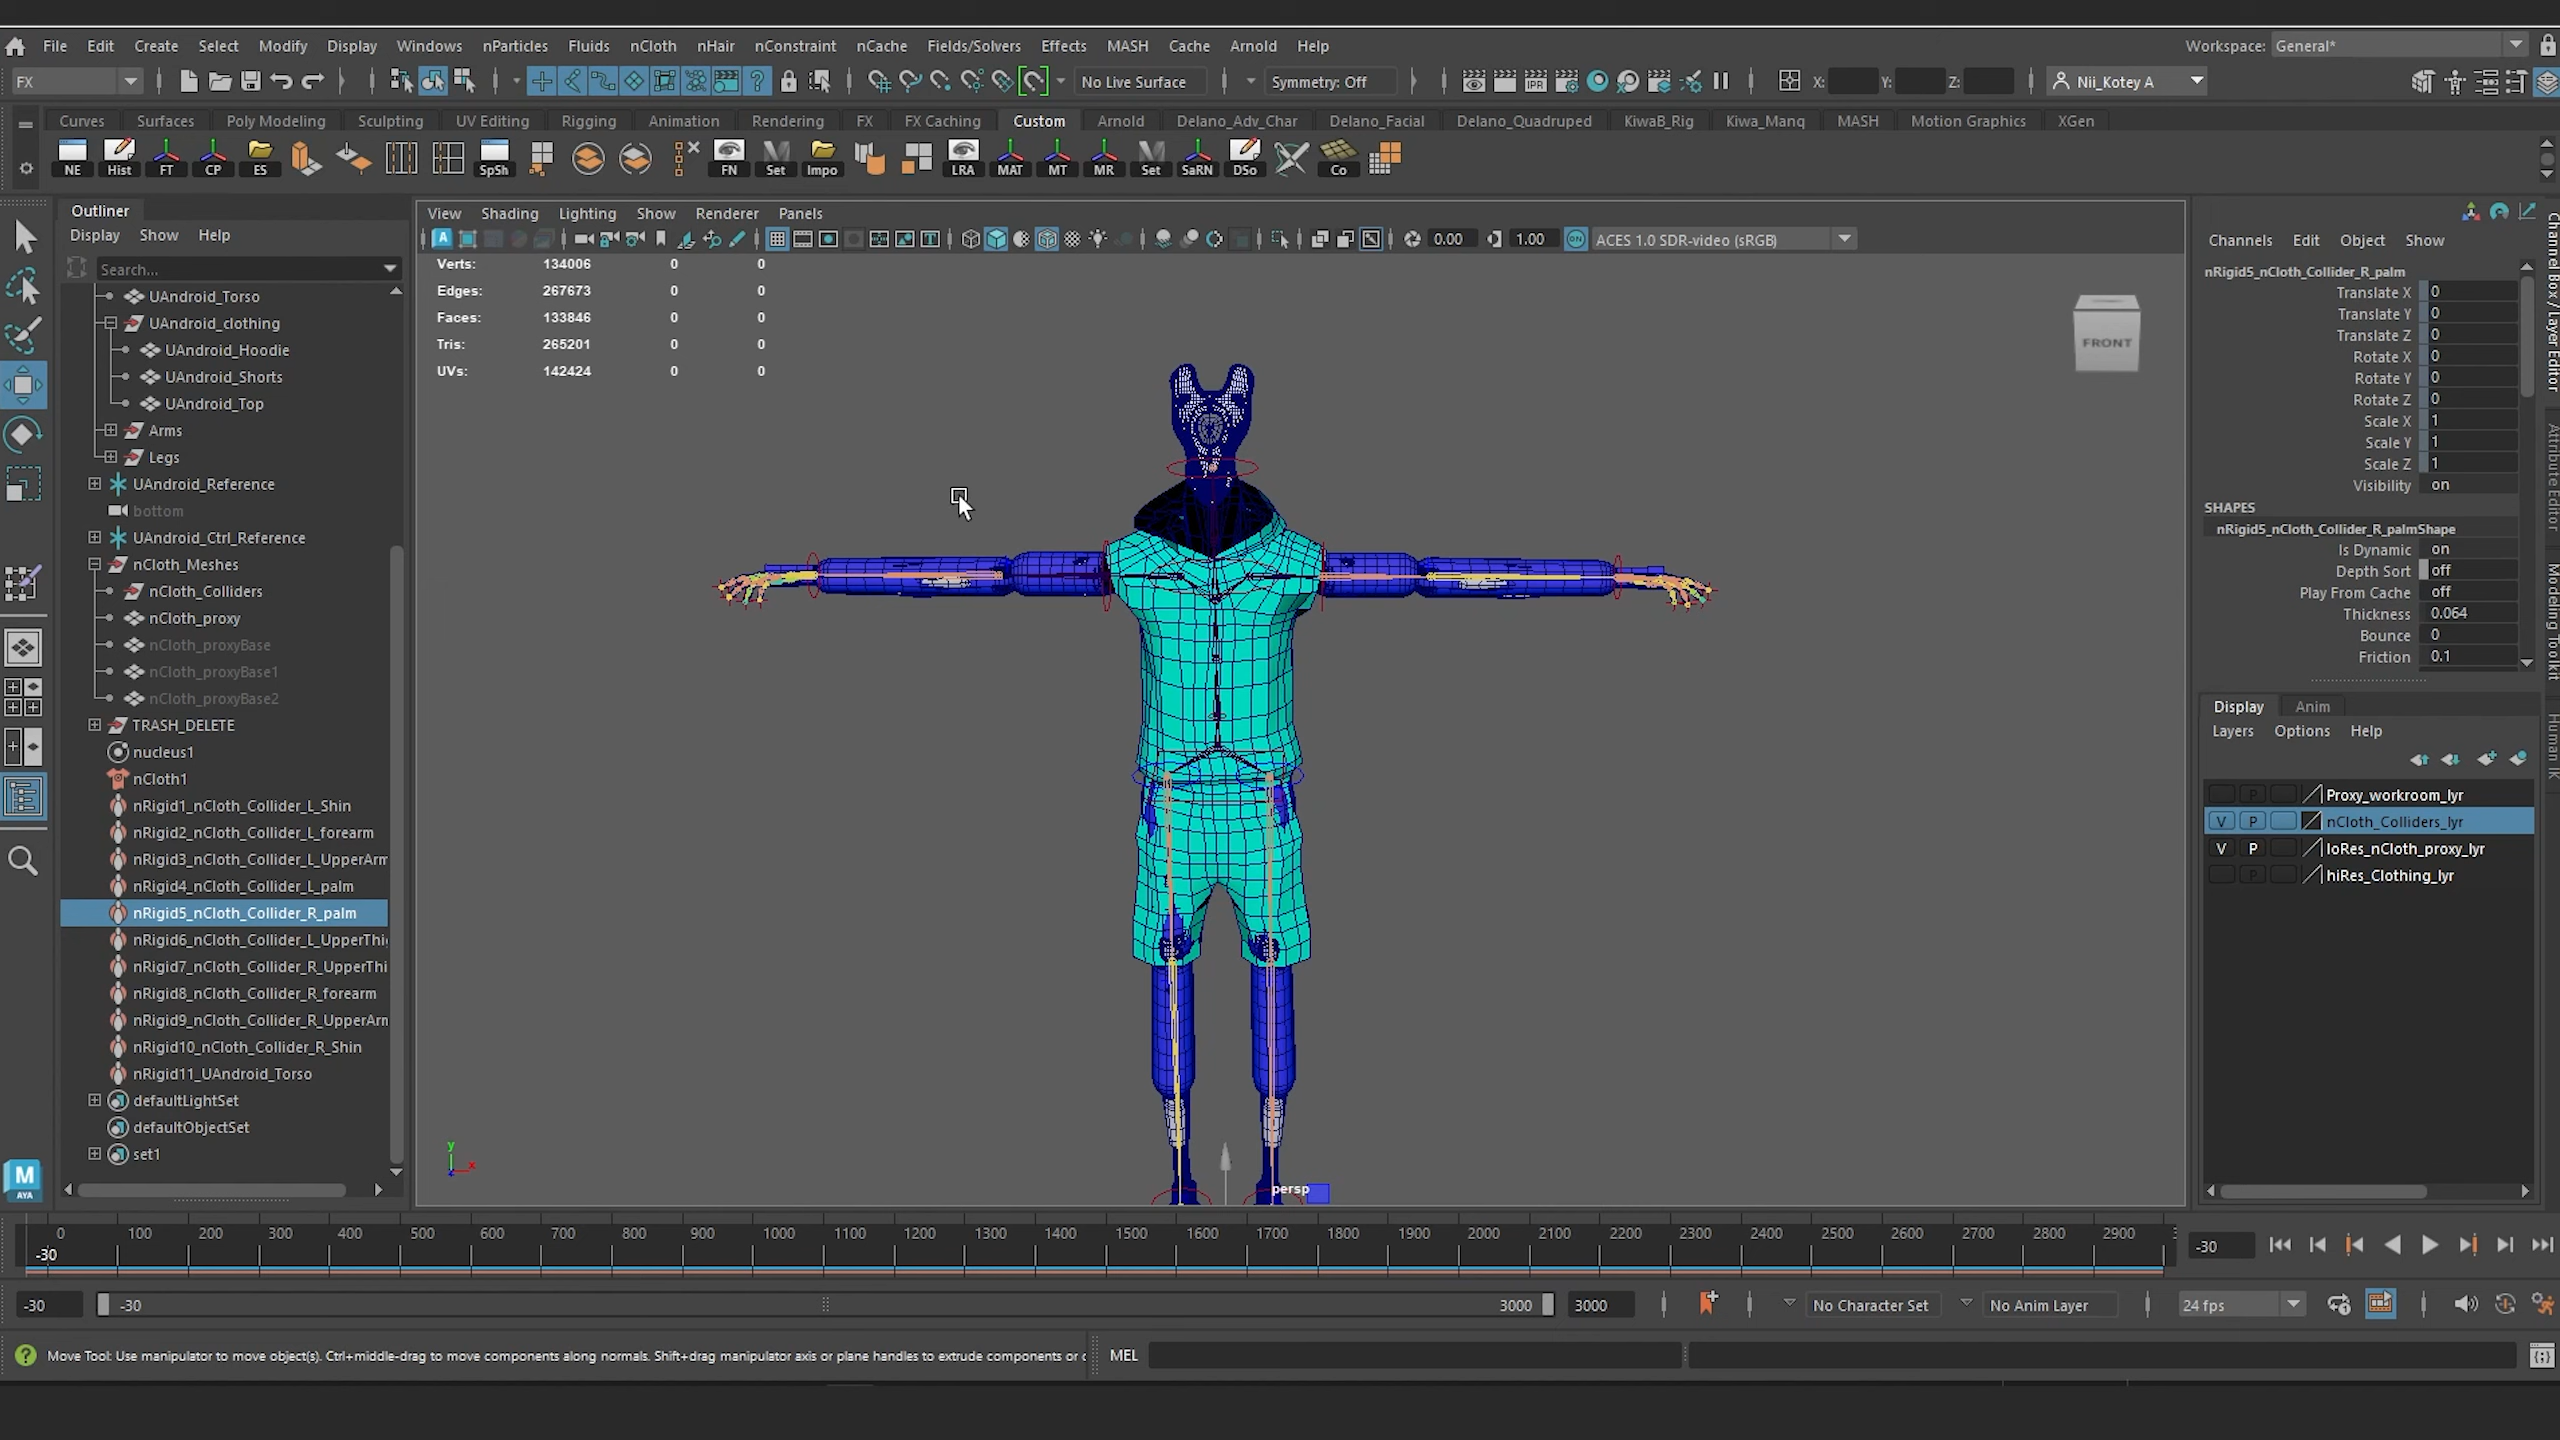 File Edit Create Select Modify Display Windows nParticles Fluids nCloth nHair nConstraint nCache Fields/Solvers Effects MASH Cache Arnold Help
Workspace: General*
FX
No Live Surface
Symmetry: Off
IPR
X: Y: Z:
Nii_Kotey A
Curves Surfaces Poly Modeling Sculpting UV Editing Rigging Animation Rendering FX FX Caching Custom Arnold Delano_Adv_Char Delano_Facial Delano_Quadruped KiwaB_Rig Kiwa_Manq MASH Motion Graphics XGen
NE Hist FT CP ES SpSh FN Set Impo LRA MAT MT MR Set SaRN DSo Co
Outliner
Display Show Help
Search...
UAndroid_Torso
UAndroid_clothing
UAndroid_Hoodie
UAndroid_Shorts
UAndroid_Top
Arms
Legs
UAndroid_Reference
bottom
UAndroid_Ctrl_Reference
nCloth_Meshes
nCloth_Colliders
nCloth_proxy
nCloth_proxyBase
nCloth_proxyBase1
nCloth_proxyBase2
TRASH_DELETE
nucleus1
nCloth1
nRigid1_nCloth_Collider_L_Shin
nRigid2_nCloth_Collider_L_forearm
nRigid3_nCloth_Collider_L_UpperArm
nRigid4_nCloth_Collider_L_palm
nRigid5_nCloth_Collider_R_palm
nRigid6_nCloth_Collider_L_UpperThi
nRigid7_nCloth_Collider_R_UpperThi
nRigid8_nCloth_Collider_R_forearm
nRigid9_nCloth_Collider_R_UpperArm
nRigid10_nCloth_Collider_R_Shin
nRigid11_UAndroid_Torso
defaultLightSet
defaultObjectSet
set1
M
AYA
View Shading Lighting Show Renderer Panels
0.00 1.00 ON ACES 1.0 SDR-video (sRGB)
Verts: 134006 0 0
Edges: 267673 0 0
Faces: 133846 0 0
Tris: 265201 0 0
UVs: 142424 0 0
FRONT
y
x
persp
Channels Edit Object Show
nRigid5_nCloth_Collider_R_palm
Translate X 0
Translate Y 0
Translate Z 0
Rotate X 0
Rotate Y 0
Rotate Z 0
Scale X 1
Scale Y 1
Scale Z 1
Visibility on
SHAPES
nRigid5_nCloth_Collider_R_palmShape
Is Dynamic on
Depth Sort off
Play From Cache off
Thickness 0.064
Bounce 0
Friction 0.1
Display Anim
Layers Options Help
P Proxy_workroom_lyr
V P nCloth_Colliders_lyr
V P loRes_nCloth_proxy_lyr
P hiRes_Clothing_lyr
Channel Box / Layer Editor
Attribute Editor
Modeling Toolkit
Human IK
0 100 200 300 400 500 600 700 800 900 1000 1100 1200 1300 1400 1500 1600 1700 1800 1900 2000 2100 2200 2300 2400 2500 2600 2700 2800 2900
-30
-30
-30 -30 3000 3000
No Character Set
No Anim Layer
24 fps
Move Tool: Use manipulator to move object(s). Ctrl+middle-drag to move components along normals. Shift+drag manipulator axis or plane handles to extrude components or c
MEL